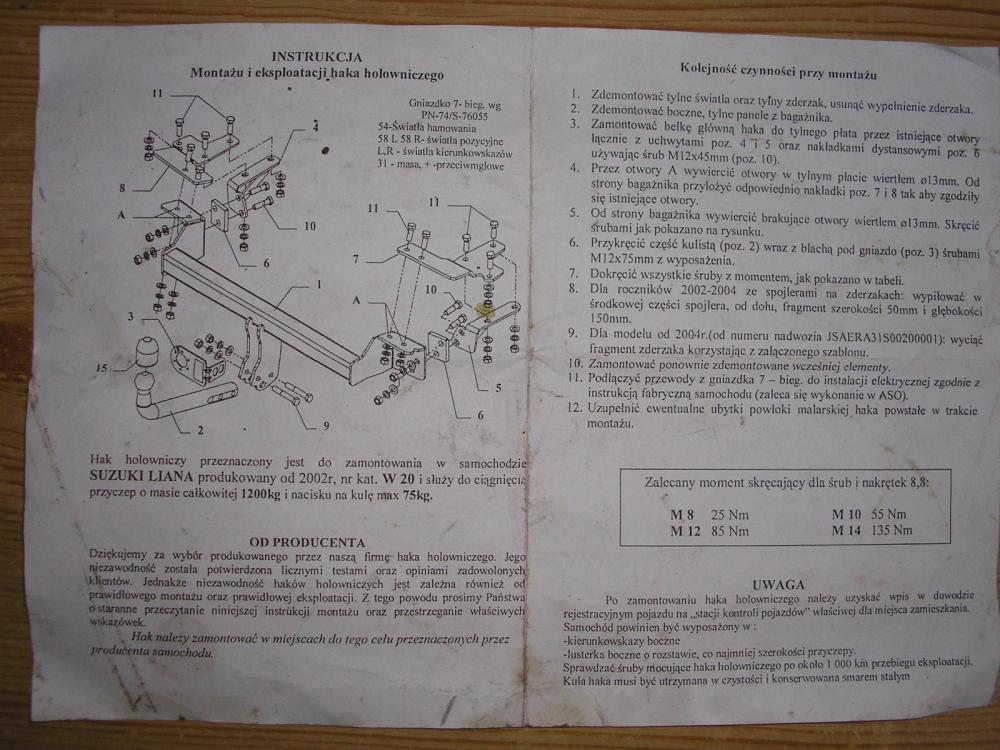 INSTRUKCJA
Montażu i eksploatacji haka holowniczego
Gniazdko 7- bieg. wg
PN-74/S-76055
54-Światła hamowania
58 L 58 R- światła pozycyjne
L,R - światła kierunkowskazów
31 - masa, + -przeciwmgłowe
11
4
8
A
10
6
11
11
7
1
10
A
3
15
2
9
5
6
Hak holowniczy przeznaczony jest do zamontowania w samochodzie
SUZUKI LIANA produkowany od 2002r, nr kat. W 20 i służy do ciągnięcia
przyczep o masie całkowitej 1200kg i nacisku na kulę max 75kg.
OD PRODUCENTA
Dziękujemy za wybór produkowanego przez naszą firmę haka holowniczego. Jego
niezawodność została potwierdzona licznymi testami oraz opiniami zadowolonych
klientów. Jednakże niezawodność haków holowniczych jest zależna również od
prawidłowego montażu oraz prawidłowej eksploatacji. Z tego powodu prosimy Państwa
o staranne przeczytanie niniejszej instrukcji montażu oraz przestrzeganie właściwych
wskazówek.
Hak należy zamontować w miejscach do tego celu przeznaczonych przez
producenta samochodu.
Kolejność czynności przy montażu
1. Zdemontować tylne światła oraz tylny zderzak, usunąć wypełnienie zderzaka.
2. Zdemontować boczne, tylne panele z bagażnika.
3. Zamontować belkę główną haka do tylnego płata przez istniejące otwory
łącznie z uchwytami poz. 4 i 5 oraz nakładkami dystansowymi poz. 6
używając śrub M12x45mm (poz. 10).
4. Przez otwory A wywiercić otwory w tylnym płacie wiertłem ø13mm. Od
strony bagażnika przyłożyć odpowiednio nakładki poz. 7 i 8 tak aby zgodziły
się istniejące otwory.
5. Od strony bagażnika wywiercić brakujące otwory wiertłem ø13mm. Skręcić
śrubami jak pokazano na rysunku.
6. Przykręcić część kulistą (poz. 2) wraz z blachą pod gniazdo (poz. 3) śrubami
M12x75mm z wyposażenia.
7. Dokręcić wszystkie śruby z momentem, jak pokazano w tabeli.
8. Dla roczników 2002-2004 ze spojlerami na zderzakach: wypiłować w
środkowej części spojlera, od dołu, fragment szerokości 50mm i głębokości
150mm.
9. Dla modelu od 2004r.(od numeru nadwozia JSAERA31S00200001): wyciąć
fragment zderzaka korzystając z załączonego szablonu.
10. Zamontować ponownie zdemontowane wcześniej elementy.
11. Podłączyć przewody z gniazdka 7 – bieg. do instalacji elektrycznej zgodnie z
instrukcją fabryczną samochodu (zaleca się wykonanie w ASO).
12. Uzupełnić ewentualne ubytki powłoki malarskiej haka powstałe w trakcie
montażu.
Zalecany moment skręcający dla śrub i nakrętek 8,8:
M 8 25 Nm M 10 55 Nm
M 12 85 Nm M 14 135 Nm
UWAGA
- Po zamontowaniu haka holowniczego należy uzyskać wpis w dowodzie
rejestracyjnym pojazdu na „stacji kontroli pojazdów” właściwej dla miejsca zamieszkania.
Samochód powinien być wyposażony w :
-kierunkowskazy boczne
-lusterka boczne o rozstawie, co najmniej szerokości przyczepy.
Sprawdzać śruby mocujące haka holowniczego po około 1 000 km przebiegu eksploatacji.
Kula haka musi być utrzymana w czystości i konserwowana smarem stałym